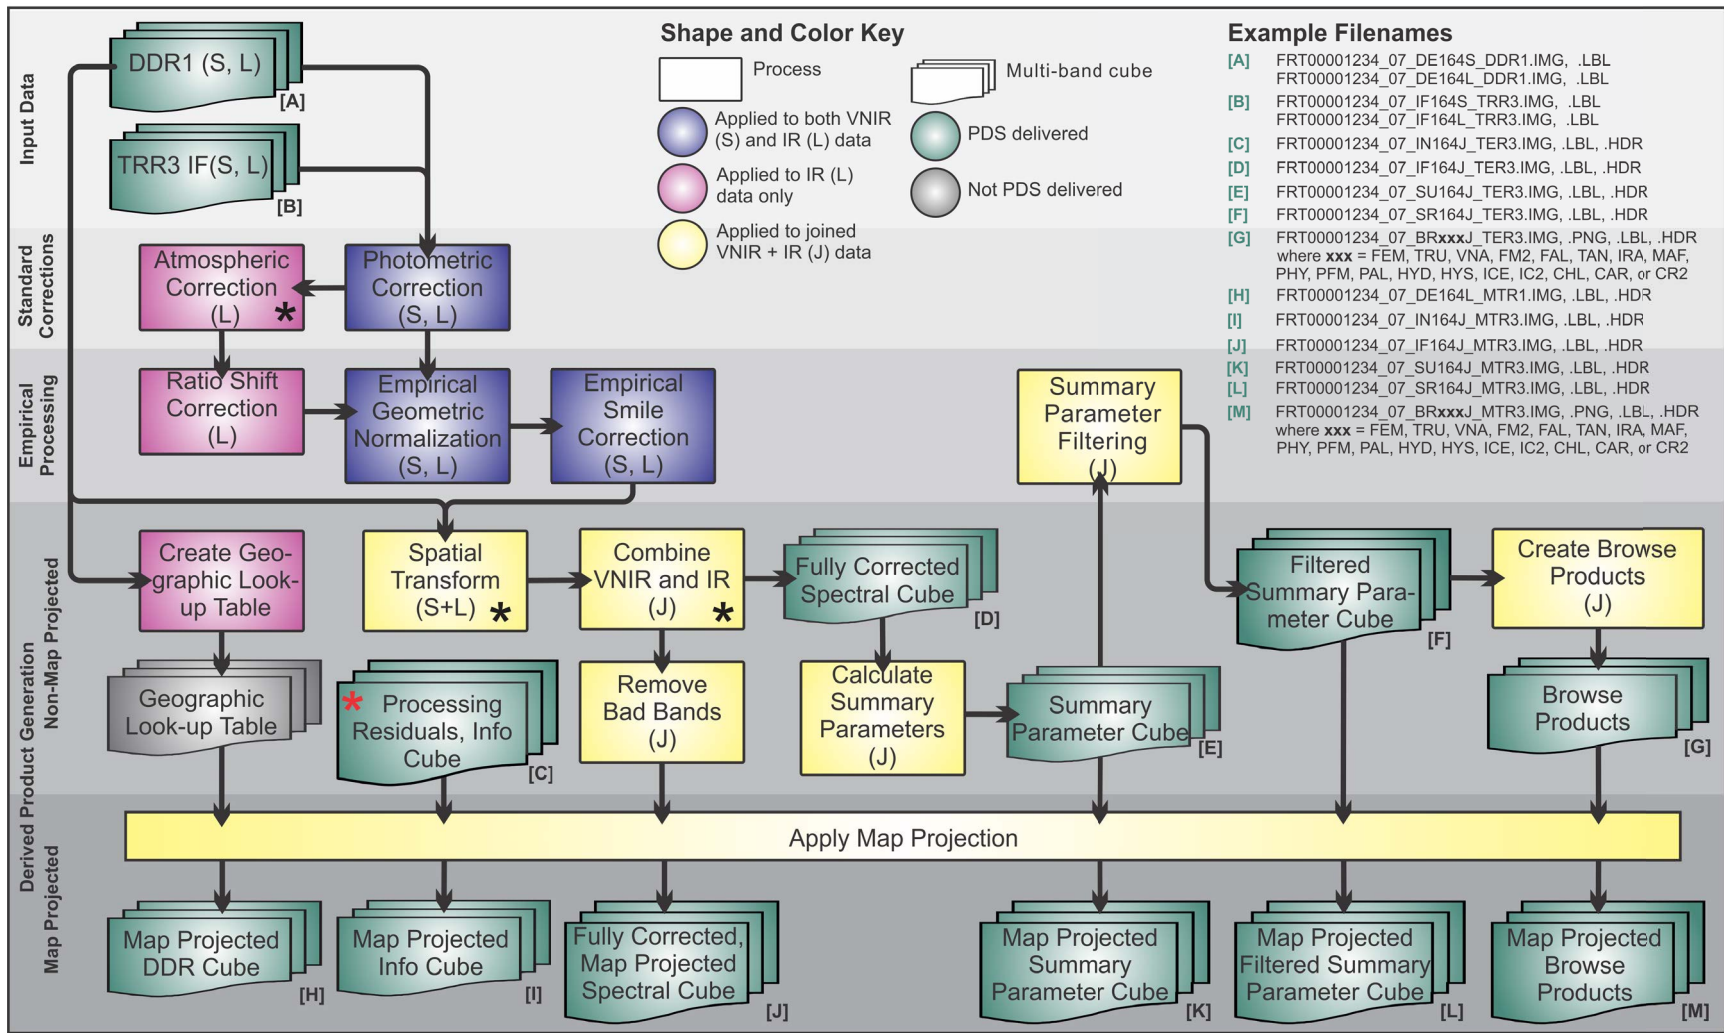 Input Data
DDR1 (S, L)
[A]
TRR3 IF(S, L)
[B]
Shape and Color Key
Process
Multi-band cube
Applied to both VNIR
(S) and IR (L) data
PDS delivered
Applied to IR (L)
data only
Not PDS delivered
Applied to joined
VNIR + IR (J) data
Example Filenames
[A] FRT00001234_07_DE164S_DDR1.IMG, .LBL
FRT00001234_07_DE164L_DDR1.IMG, .LBL
[B] FRT00001234_07_IF164S_TRR3.IMG, .LBL
FRT00001234_07_IF164L_TRR3.IMG, .LBL
[C] FRT00001234_07_IN164J_TER3.IMG, .LBL, .HDR
[D] FRT00001234_07_IF164J_TER3.IMG, .LBL, .HDR
[E] FRT00001234_07_SU164J_TER3.IMG, .LBL, .HDR
[F] FRT00001234_07_SR164J_TER3.IMG, .LBL, .HDR
[G] FRT00001234_07_BRxxxJ_TER3.IMG, .PNG, .LBL, .HDR
where xxx = FEM, TRU, VNA, FM2, FAL, TAN, IRA, MAF,
PHY, PFM, PAL, HYD, HYS, ICE, IC2, CHL, CAR, or CR2
[H] FRT00001234_07_DE164L_MTR1.IMG, .LBL, .HDR
[I] FRT00001234_07_IN164J_MTR3.IMG, .LBL, .HDR
[J] FRT00001234_07_IF164J_MTR3.IMG, .LBL, .HDR
[K] FRT00001234_07_SU164J_MTR3.IMG, .LBL, .HDR
[L] FRT00001234_07_SR164J_MTR3.IMG, .LBL, .HDR
[M] FRT00001234_07_BRxxxJ_MTR3.IMG, .PNG, .LBL, .HDR
where xxx = FEM, TRU, VNA, FM2, FAL, TAN, IRA, MAF,
PHY, PFM, PAL, HYD, HYS, ICE, IC2, CHL, CAR, or CR2
Standard
Corrections
Atmospheric
Correction
(L)
*
Photometric
Correction
(S, L)
Empirical
Processing
Ratio Shift
Correction
(L)
Empirical
Geometric
Normalization
(S, L)
Empirical
Smile
Correction
(S, L)
Summary
Parameter
Filtering
(J)
Derived Product Generation
Non-Map Projected
Create Geo-
graphic Look-
up Table
Spatial
Transform
(S+L)
*
Combine
VNIR and IR
(J)
*
Fully Corrected
Spectral Cube
[D]
Filtered
Summary Para-
meter Cube
[F]
Create Browse
Products
(J)
Geographic
Look-up Table
* Processing
Residuals, Info
Cube
[C]
Remove
Bad Bands
(J)
Calculate
Summary
Parameters
(J)
Summary
Parameter Cube
[E]
Browse
Products
[G]
Map Projected
Apply Map Projection
Map Projected
DDR Cube
[H]
Map Projected
Info Cube
[I]
Fully Corrected,
Map Projected
Spectral Cube
[J]
Map Projected
Summary
Parameter Cube
[K]
Map Projected
Filtered Summary
Parameter Cube
[L]
Map Projected
Browse
Products
[M]